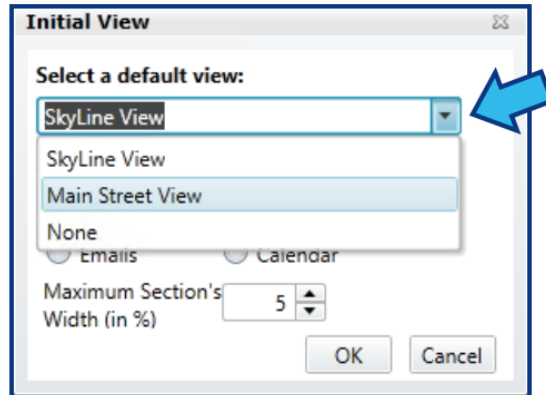 Initial View
Select a default view:
SkyLine View
SkyLine View
Main Street View
None
Emails Calendar
Maximum Section's
Width (in %)
5
OK Cancel